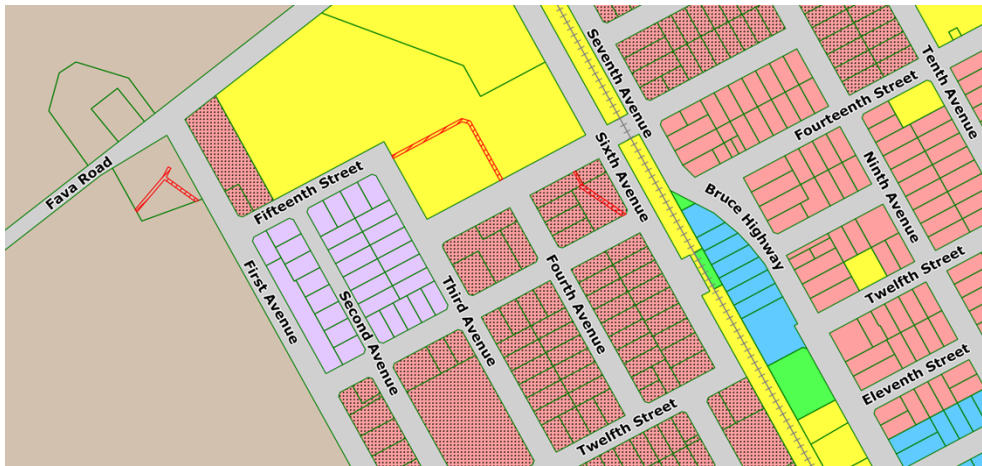 Seventh Avenue
Tenth Avenue
Fourteenth Street
Sixth Avenue
Fava Road
Fifteenth Street
Ninth Avenue
Bruce Highway
First Avenue
Second Avenue
Third Avenue
Fourth Avenue
Twelfth Street
Eleventh Street
Twelfth Street